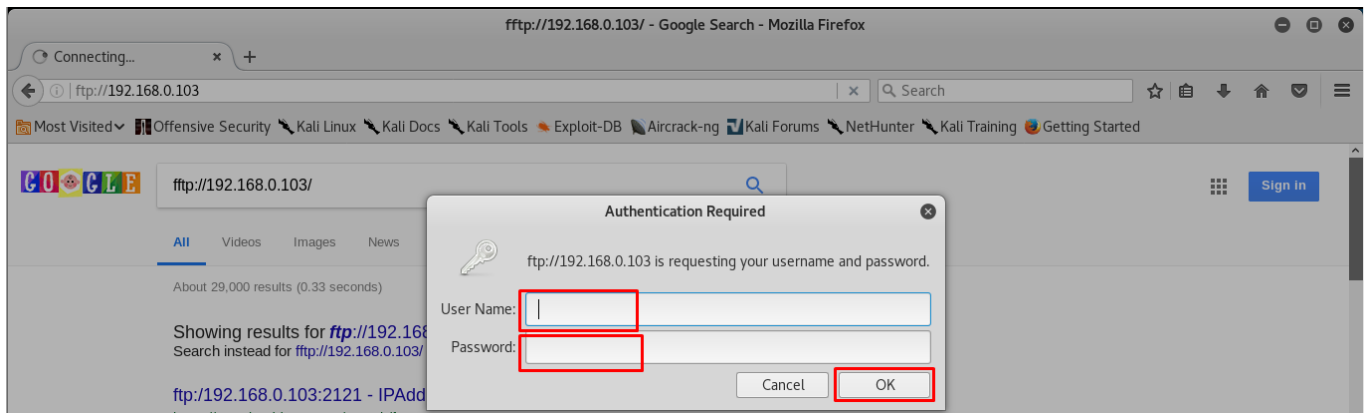 fftp://192.168.0.103/ - Google Search - Mozilla Firefox
Connecting...
ftp://192.168.0.103 Search
Most Visited Offensive Security Kali Linux Kali Docs Kali Tools Exploit-DB Aircrack-ng Kali Forums NetHunter Kali Training Getting Started
GOOGLE fftp://192.168.0.103/ Sign in
Authentication Required
All Videos Images News
ftp://192.168.0.103 is requesting your username and password.
About 29,000 results (0.33 seconds)
User Name:
Showing results for ftp://192.168
Search instead for fftp://192.168.0.103/
Password:
Cancel OK
ftp:/192.168.0.103:2121 - IPAdd